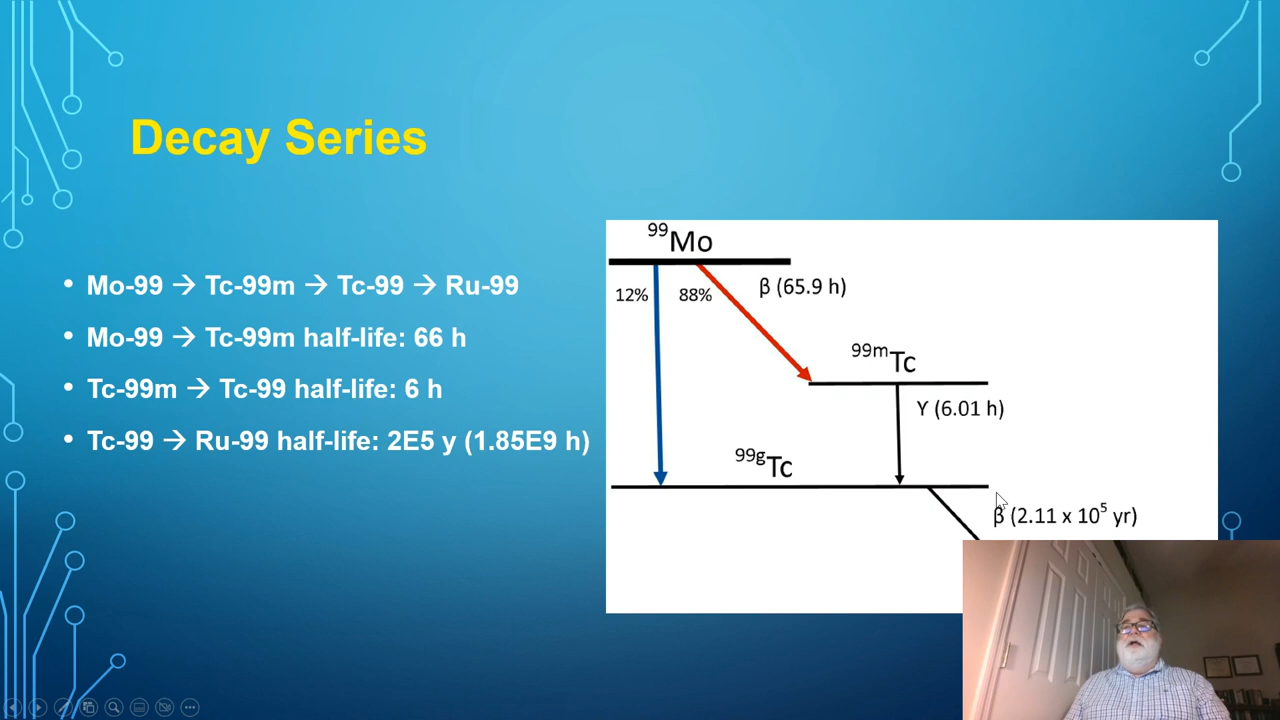 Decay Series
• Mo-99 → Tc-99m → Tc-99 → Ru-99
• Mo-99 → Tc-99m half-life: 66 h
• Tc-99m → Tc-99 half-life: 6 h
• Tc-99 → Ru-99 half-life: 2E5 y (1.85E9 h)
⁹⁹Mo
12%
88%
β (65.9 h)
⁹⁹ᵐTc
Υ (6.01 h)
⁹⁹ᵍTc
β (2.11 x 10⁵ yr)